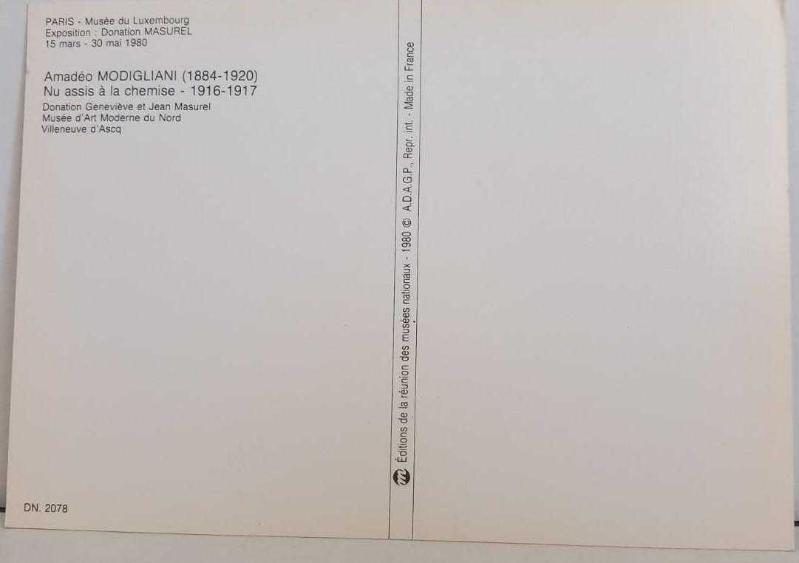 PARIS - Musée du Luxembourg
Exposition : Donation MASUREL
15 mars - 30 mai 1980
Amadéo MODIGLIANI (1884-1920)
Nu assis à la chemise - 1916-1917
Donation Geneviève et Jean Masurel
Musée d'Art Moderne du Nord
Villeneuve d'Ascq
Éditions de la réunion des musées nationaux - 1980 © A.D.A.G.P., Repr. int. - Made in France
DN. 2078